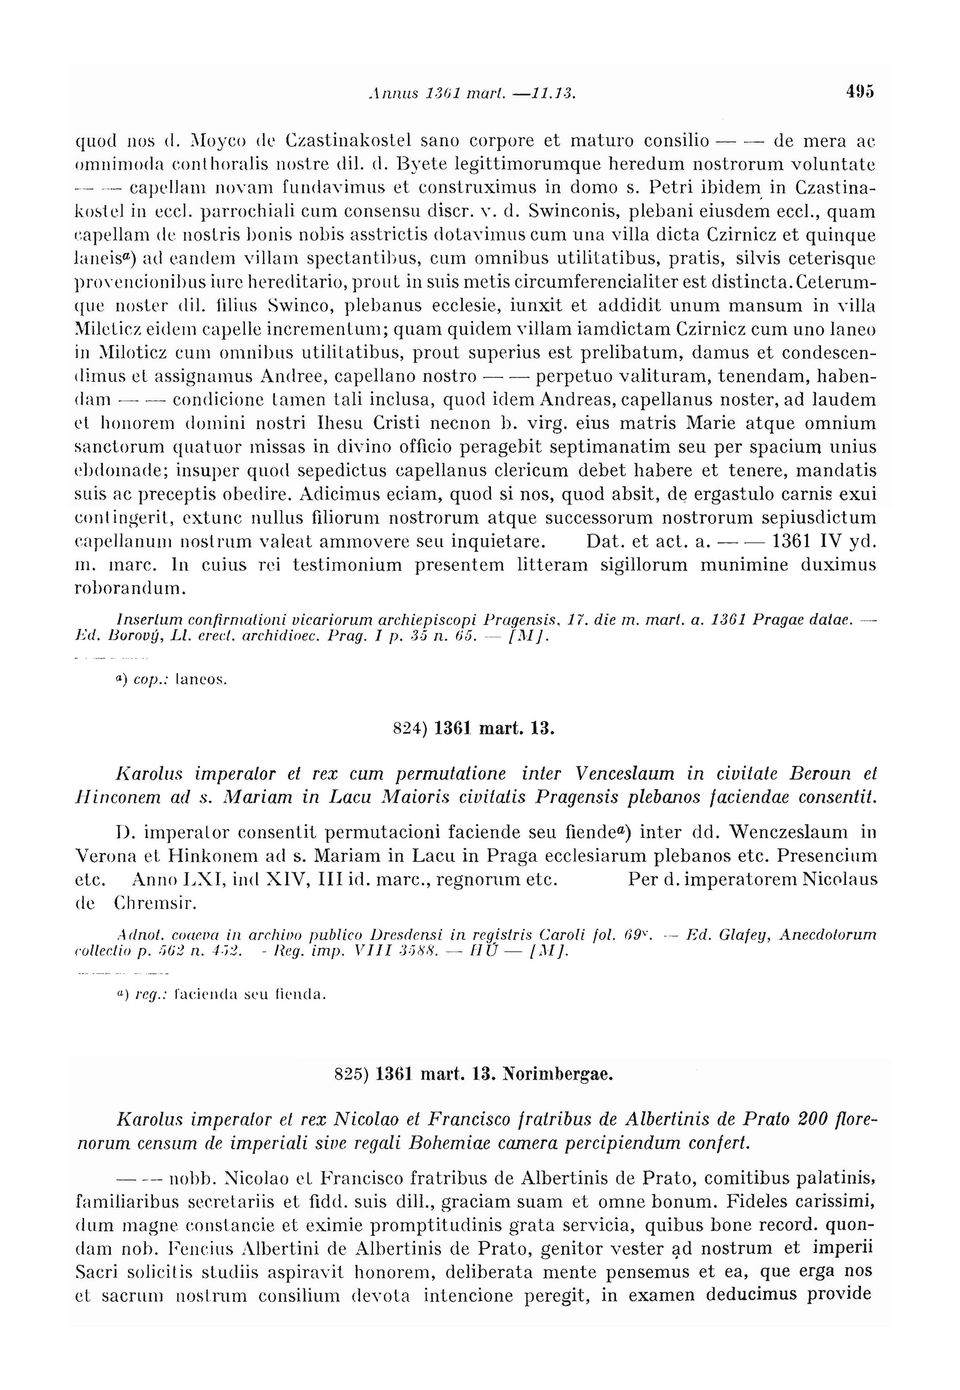 Annus 1361 mart. —11.13. 495
quod nos d. Moyco de Czastinakostel sano corpore et maturo consilio — — de mera ac
omnimoda conthoralis nostre dil. d. Byete legittimorumque heredum nostrorum voluntate
— — capellam novam fundavimus et construximus in domo s. Petri ibidem in Czastina-
kostel in eccl. parrochiali cum consensu discr. v. d. Swinconis, plebani eiusdem eccl., quam
capellam de nostris bonis nobis asstrictis dotavimus cum una villa dicta Czirnicz et quinque
laneisa) ad eandem villam spectantibus, cum omnibus utilitatibus, pratis, silvis ceterisque
provencionibus iure hereditario, prout in suis metis circumferencialiter est distincta. Ceterum-
que noster dil. filius Swinco, plebanus ecclesie, iunxit et addidit unum mansum in villa
Mileticz eidem capelle incrementum; quam quidem villam iamdictam Czirnicz cum uno laneo
in Miloticz cum omnibus utilitatibus, prout superius est prelibatum, damus et condescen-
dimus et assignamus Andree, capellano nostro — — perpetuo valituram, tenendam, haben-
dam — — condicione tamen tali inclusa, quod idem Andreas, capellanus noster, ad laudem
et honorem domini nostri Ihesu Cristi necnon b. virg. eius matris Marie atque omnium
sanctorum quatuor missas in divino officio peragebit septimanatim seu per spacium unius
ebdomade; insuper quod sepedictus capellanus clericum debet habere et tenere, mandatis
suis ac preceptis obedire. Adicimus eciam, quod si nos, quod absit, de ergastulo carnis exui
contingerit, extunc nullus filiorum nostrorum atque successorum nostrorum sepiusdictum
capellanum nostrum valeat ammovere seu inquietare. Dat. et act. a. — — 1361 IV yd.
m. marc. In cuius rei testimonium presentem litteram sigillorum munimine duximus
roborandum.
Insertum confirmationi vicariorum archiepiscopi Pragensis, 17. die m. mart. a. 1361 Pragae datae. —
Ed. Borový, Ll. erect. archidioec. Prag. I p. 35 n. 65. — [M].
a) cop.: laneos.
824) 1361 mart. 13.
Karolus imperator et rex cum permutatione inter Venceslaum in civitate Beroun et
Hinconem ad s. Mariam in Lacu Maioris civitatis Pragensis plebanos faciendae consentit.
D. imperator consentit permutacioni faciende seu fiendea) inter dd. Wenczeslaum in
Verona et Hinkonem ad s. Mariam in Lacu in Praga ecclesiarum plebanos etc. Presencium
etc. Anno LXI, ind XIV, III id. marc., regnorum etc. Per d. imperatorem Nicolaus
de Chremsir.
Adnot. coaeva in archivo publico Dresdensi in registris Caroli fol. 69v. — Ed. Glafey, Anecdotorum
collectio p. 562 n. 452. - Reg. imp. VIII 3588. — HÚ — [M].
a) reg.: facienda seu fienda.
825) 1361 mart. 13. Norimbergae.
Karolus imperator et rex Nicolao et Francisco fratribus de Albertinis de Prato 200 flore-
norum censum de imperiali sive regali Bohemiae camera percipiendum confert.
— — nobb. Nicolao et Francisco fratribus de Albertinis de Prato, comitibus palatinis,
familiaribus secretariis et fidd. suis dill., graciam suam et omne bonum. Fideles carissimi,
dum magne constancie et eximie promptitudinis grata servicia, quibus bone record. quon-
dam nob. Fencius Albertini de Albertinis de Prato, genitor vester ad nostrum et imperii
Sacri solicitis studiis aspiravit honorem, deliberata mente pensemus et ea, que erga nos
et sacrum nostrum consilium devota intencione peregit, in examen deducimus provide